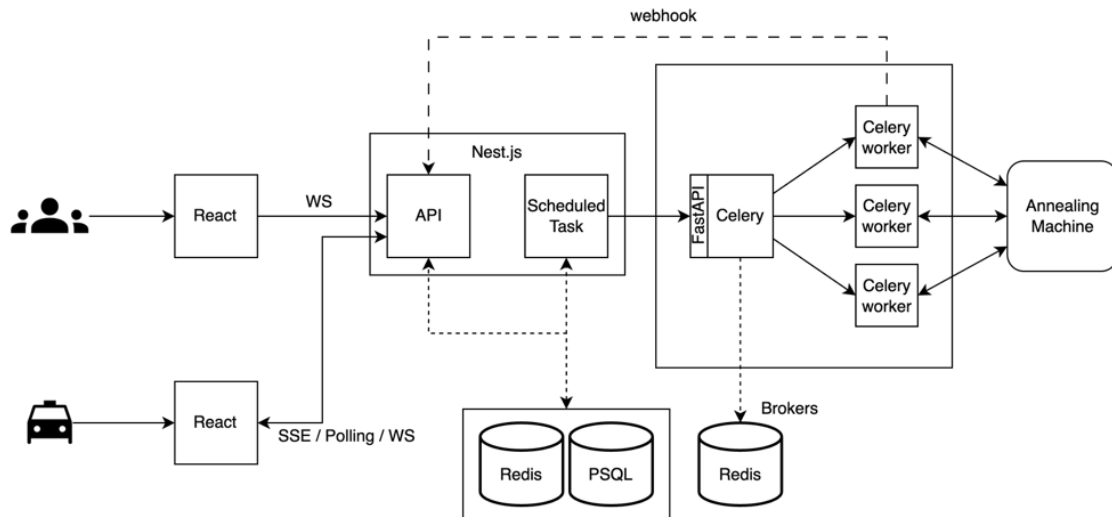 webhook
Nest.js
React
WS
API
Scheduled
Task
FastAPI
Celery
Celery
worker
Celery
worker
Celery
worker
Annealing
Machine
React
SSE / Polling / WS
Redis
PSQL
Brokers
Redis